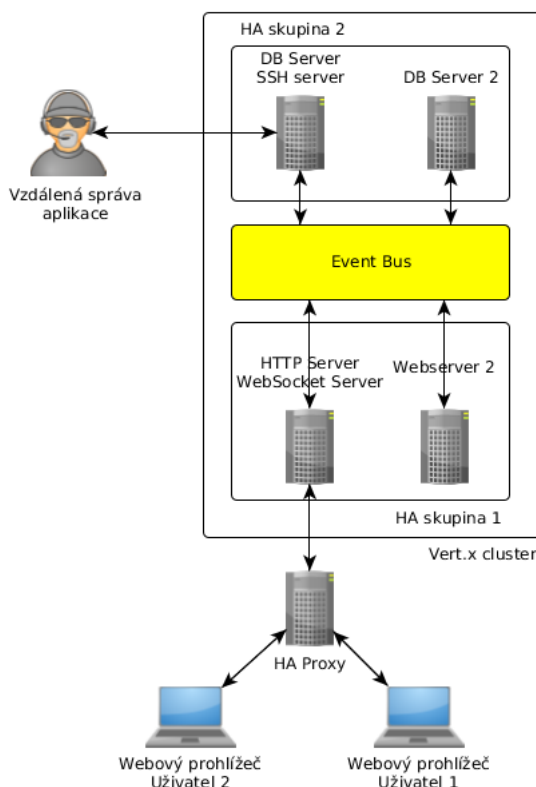 HA skupina 2
DB Server
SSH server
DB Server 2
Vzdálená správa
aplikace
Event Bus
HTTP Server
WebSocket Server
Webserver 2
HA skupina 1
Vert.x cluster
HA Proxy
Webový prohlížeč
Uživatel 2
Webový prohlížeč
Uživatel 1